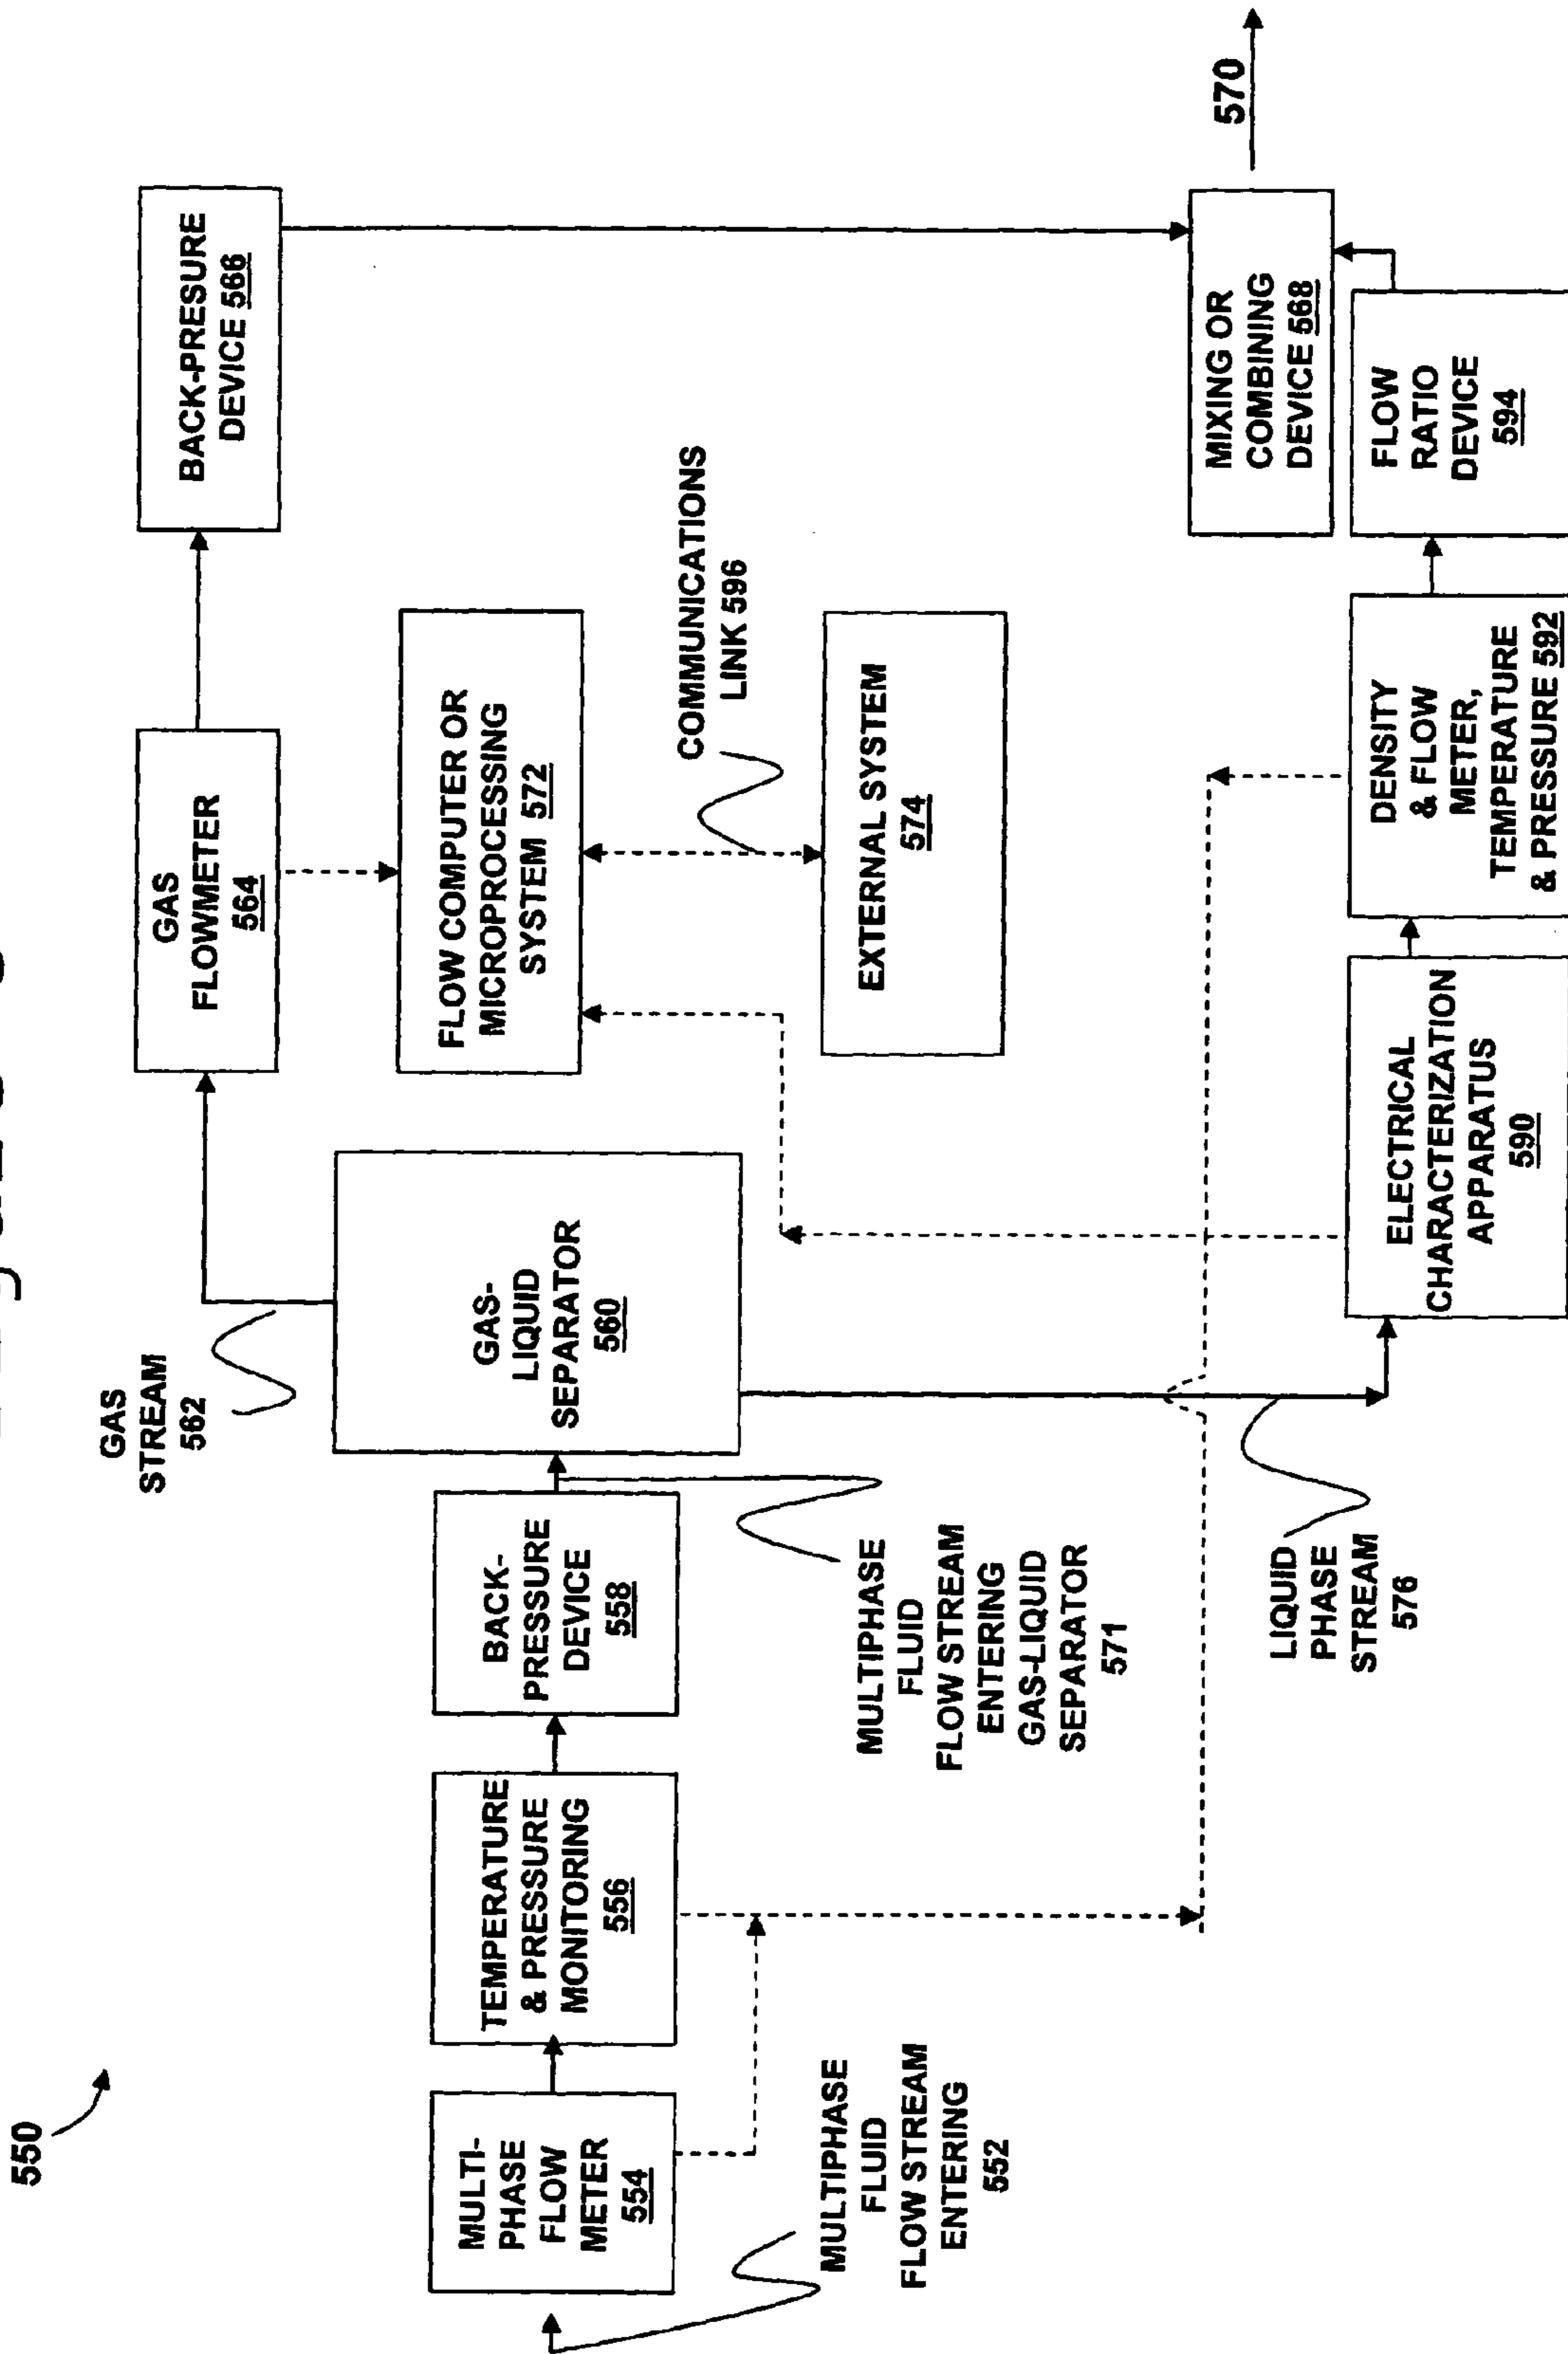 550
GAS
STREAM
562
GAS
FLOWMETER
564
BACK-PRESURE
DEVICE 566
MULTI-
PHASE
FLOW
METER
554
TEMPERATURE
& PRESSURE
MONITORING
556
BACK-
PRESSURE
DEVICE
558
GAS-
LIQUID
SEPARATOR
560
FLOW COMPUTER OR
MICROPROCESSING
SYSTEM 572
COMMUNICATIONS
LINK 596
EXTERNAL SYSTEM
574
MULTIPHASE
FLUID
FLOW STREAM
ENTERING
552
MULTIPHASE
FLUID
FLOW STREAM
ENTERING
GAS-LIQUID
SEPARATOR
571
LIQUID
PHASE
STREAM
576
ELECTRICAL
CHARACTERIZATION
APPARATUS
590
DENSITY
& FLOW
METER,
TEMPERATURE
& PRESSURE 592
FLOW
RATIO
DEVICE
594
MIXING OR
COMBINING
DEVICE 568
570